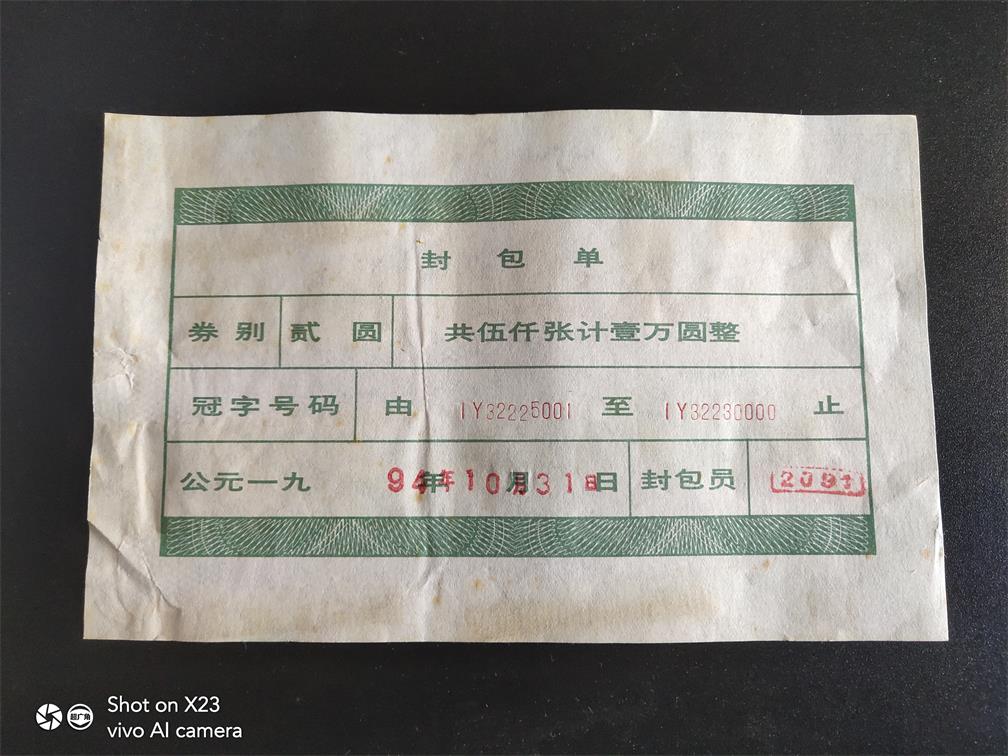 封包单
券别 贰圆 共伍仟张计壹万圆整
冠字号码 由 IY32225001 至 IY32230000 止
公元一九94年10月31日 封包员
Shot on X23
vivo AI camera